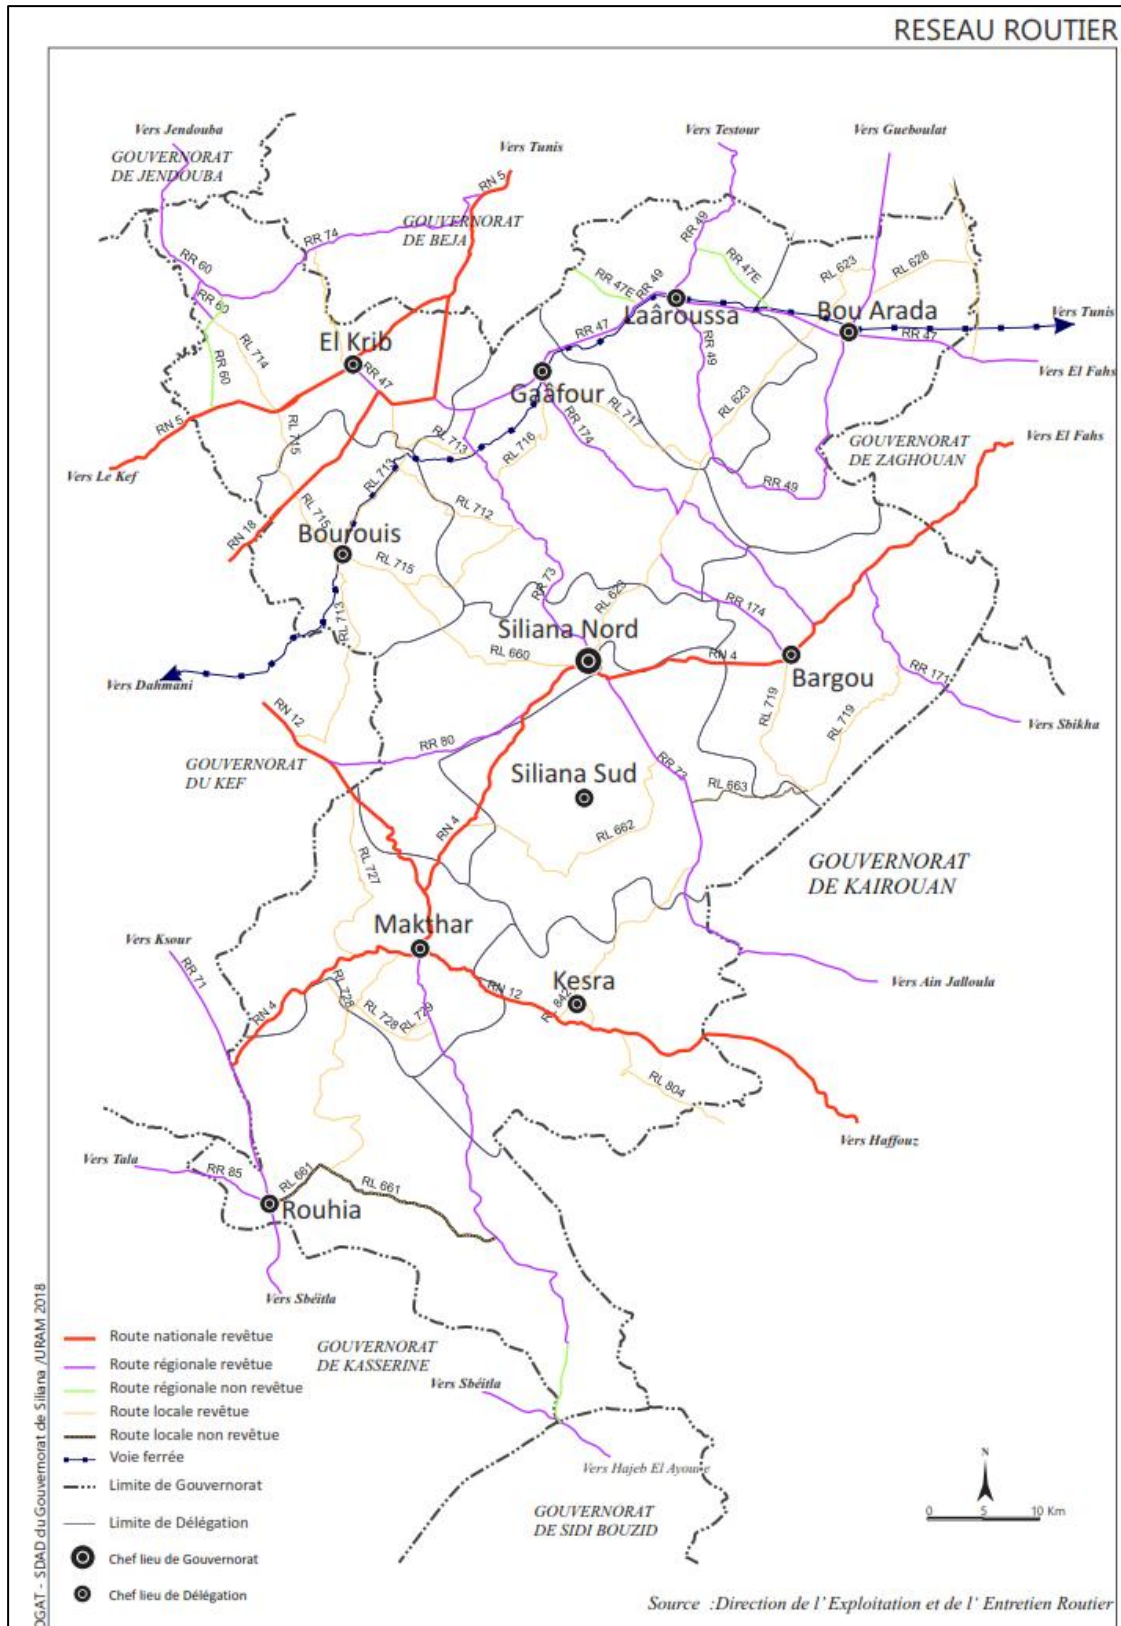 RESEAU ROUTIER
Vers Jendouba
GOUVERNORAT
DE JENDOUBA
Vers Tunis
RN 5
Vers Testour
Vers Gueboulat
GOUVERNORAT
DE BEJA
RR 74
RR 60
RR 49
RR 47E
RL 623
RL 628
RR 47E
RR 49
RR 60
Laâroussa
Bou Arada
Vers Tunis
RR 47
RR 47
Vers El Fahs
El Krib
RL 714
RR 60
RR 47
RR 49
Gaâfour
RL 623
RN 5
RL 715
RL 713
RL 716
RR 174
RL 717
Vers El Fahs
GOUVERNORAT
DE ZAGHOUAN
Vers Le Kef
RL 713
RR 49
RL 715
RL 712
RN 18
Bourouis
RL 715
RR 73
RL 623
RR 174
RL 713
Siliana Nord
RL 660
RN 4
Bargou
RR 171
Vers Dahmani
RL 719
RL 719
Vers Sbikha
RN 12
RR 80
GOUVERNORAT
DU KEF
RR 73
Siliana Sud
RL 663
RN 4
RL 662
RL 727
GOUVERNORAT
DE KAIROUAN
Makthar
Vers Ksour
RR 71
RN 4
RL 728
RL 728
RL 729
RN 12
Kesra
RL 842
Vers Ain Jalloula
RL 804
Vers Haffouz
Vers Tala
RR 85
RL 661
RL 661
Rouhia
Vers Sbéitla
GOUVERNORAT
DE KASSERINE
Vers Sbéitla
Vers Hajeb El Ayoune
GOUVERNORAT
DE SIDI BOUZID
Route nationale revêtue
Route régionale revêtue
Route régionale non revêtue
Route locale revêtue
Route locale non revêtue
Voie ferrée
Limite de Gouvernorat
Limite de Délégation
Chef lieu de Gouvernorat
Chef lieu de Délégation
N
0 5 10 Km
Source :Direction de l'Exploitation et de l' Entretien Routier
DGAT - SDAD du Gouvernorat de Siliana /URAM 2018